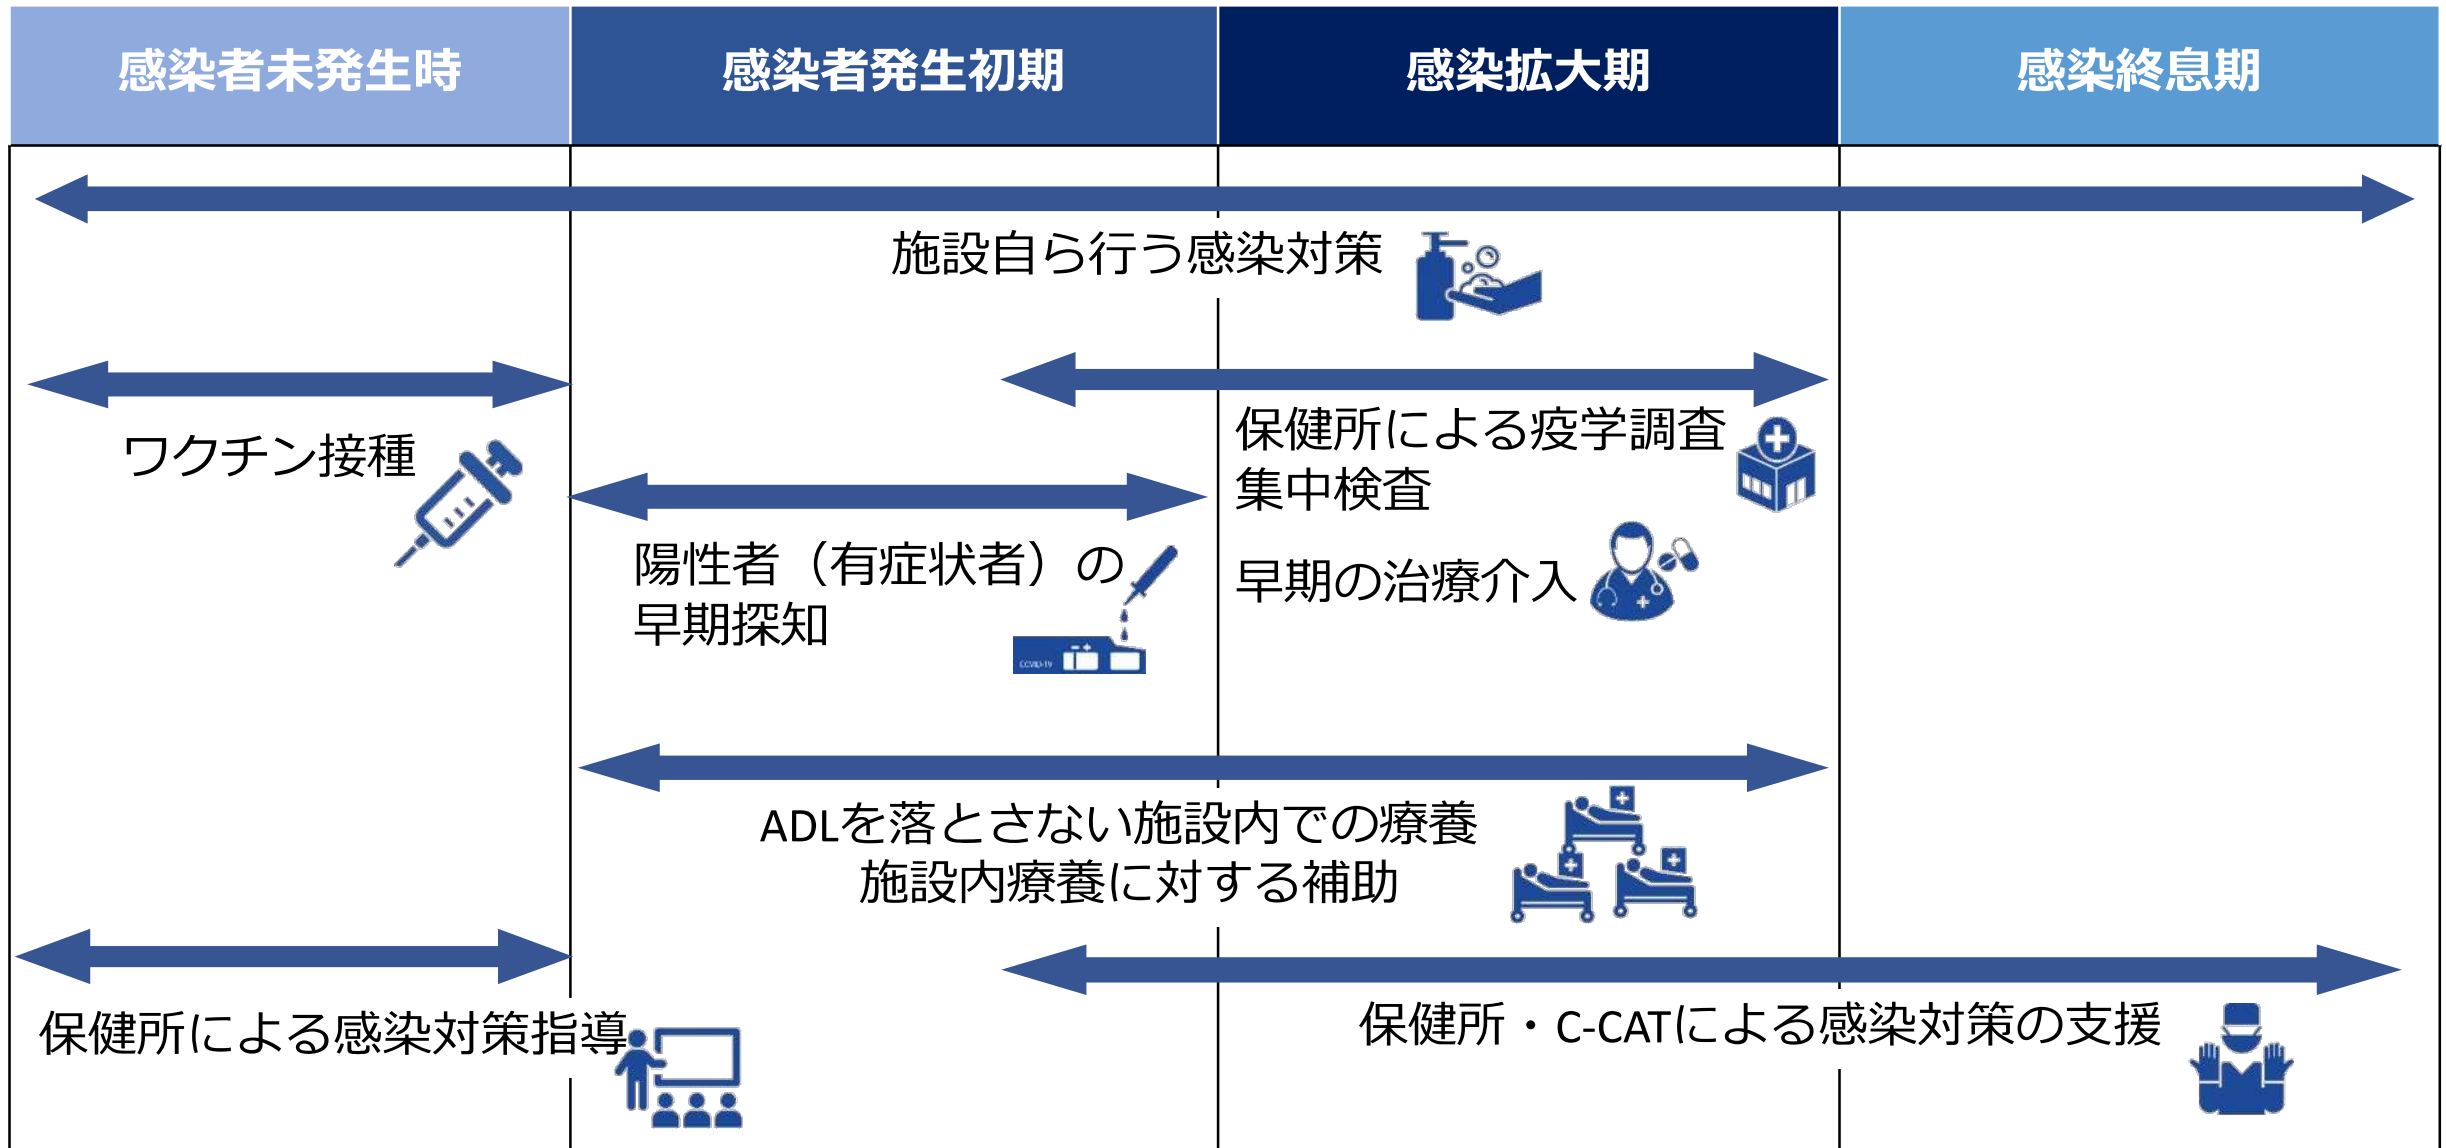 感染者未発生時
感染者発生初期
感染拡大期
感染終息期
施設自ら行う感染対策
ワクチン接種
保健所による疫学調査
集中検査
早期の治療介入
陽性者（有症状者）の
早期探知
COVID-19
ADLを落とさない施設内での療養
施設内療養に対する補助
保健所による感染対策指導
保健所・C-CATによる感染対策の支援